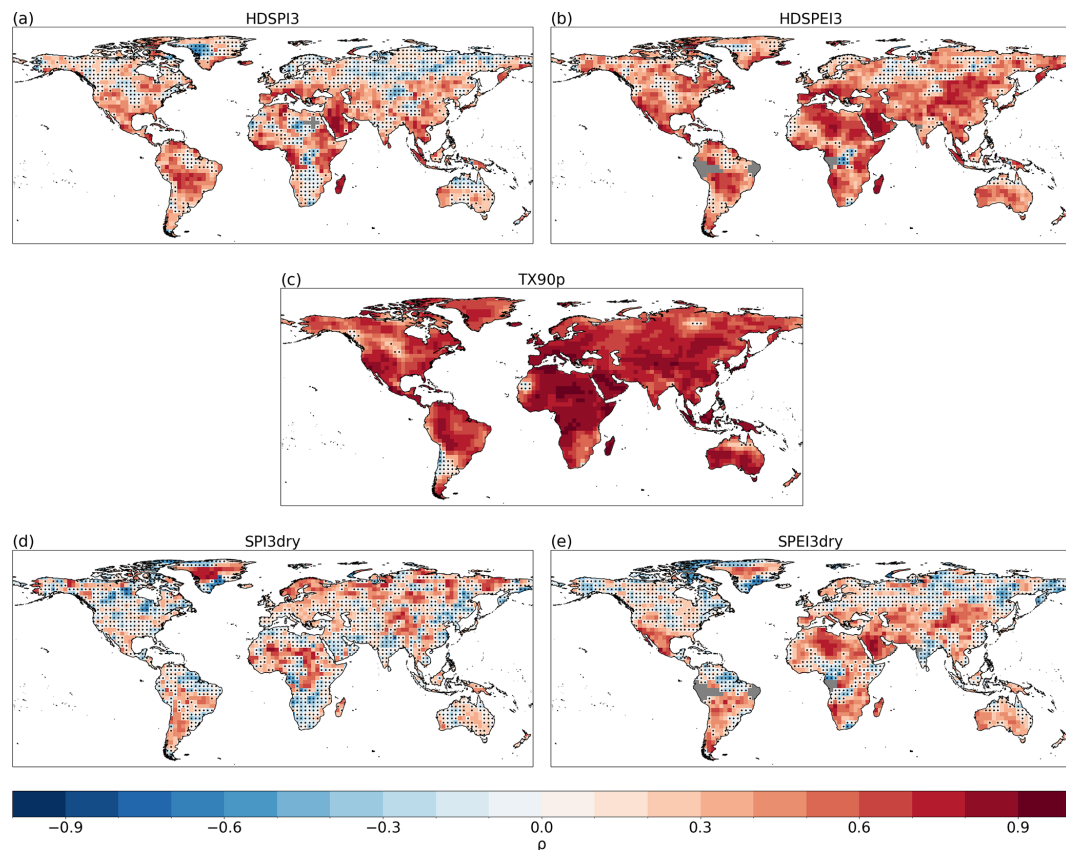 (a) HDSPI3
(b) HDSPEI3
(c) TX90p
(d) SPI3dry
(e) SPEI3dry
−0.9 −0.6 −0.3 0.0 0.3 0.6 0.9
ρ